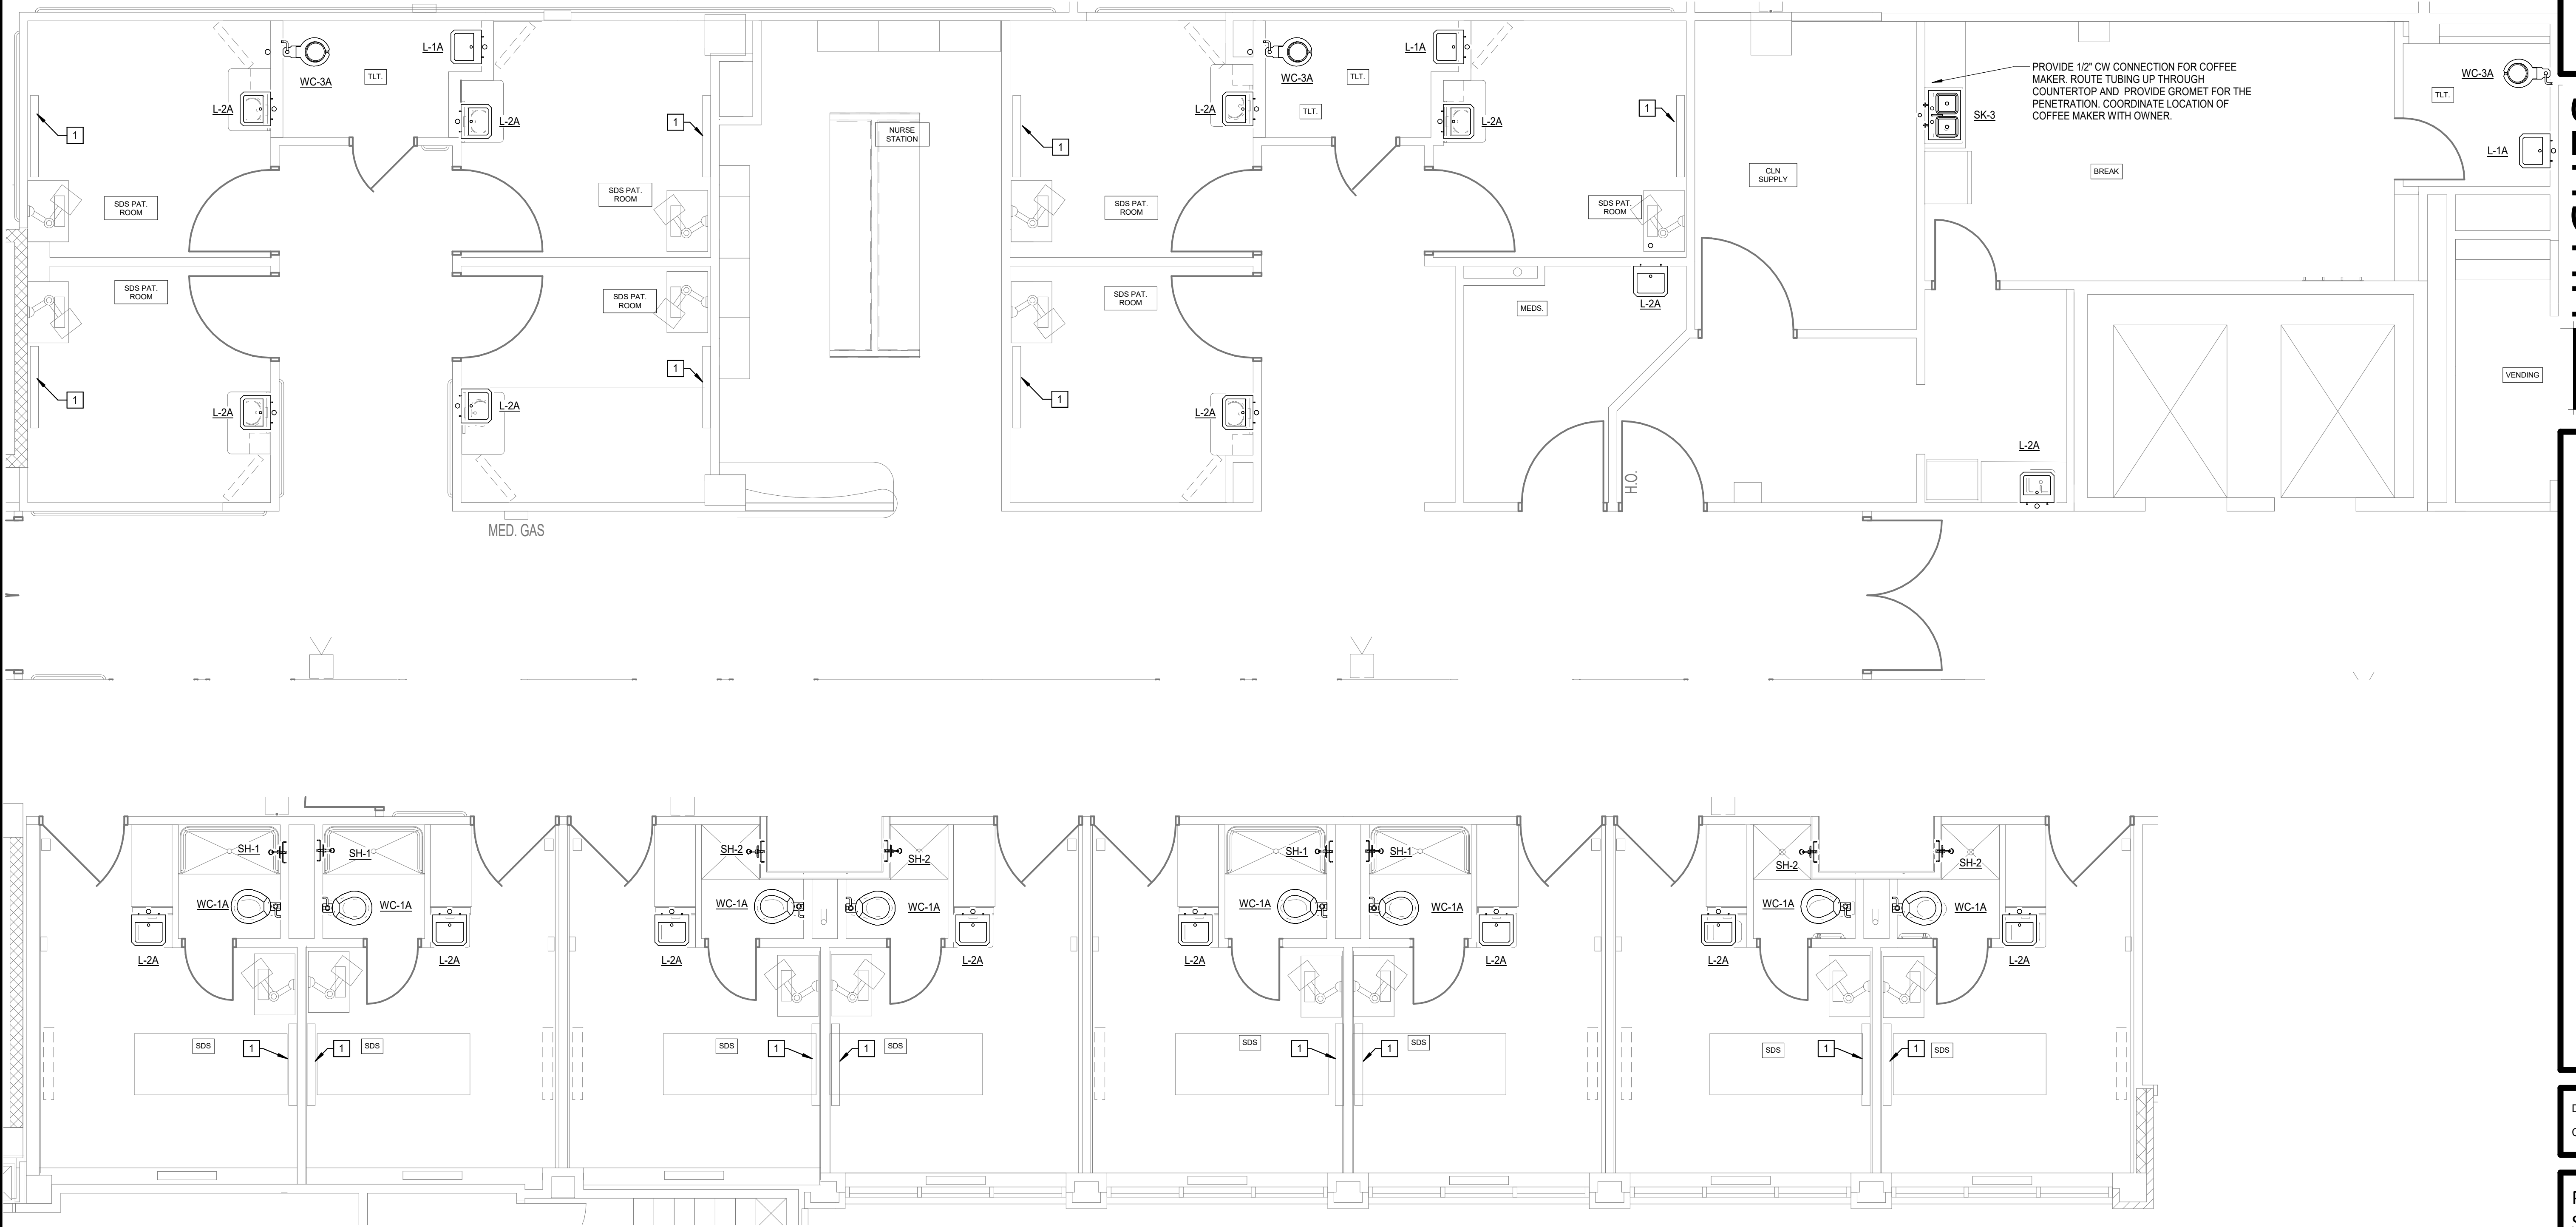 L-1A
L-1A
WC-3A
TLT.
WC-3A
TLT.
PROVIDE 1/2" CW CONNECTION FOR COFFEE
MAKER. ROUTE TUBING UP THROUGH
COUNTERTOP AND PROVIDE GROMET FOR THE
PENETRATION. COORDINATE LOCATION OF
COFFEE MAKER WITH OWNER.
WC-3A
TLT.
L-2A
L-2A
L-2A
TLT.
L-2A
SK-3
1
1
NURSE
STATION
1
1
L-1A
CLN
SUPPLY
BREAK
SDS PAT.
ROOM
SDS PAT.
ROOM
SDS PAT.
ROOM
SDS PAT.
ROOM
SDS PAT.
ROOM
SDS PAT.
ROOM
SDS PAT.
ROOM
MEDS.
L-2A
1
1
1
VENDING
L-2A
L-2A
L-2A
L-2A
H.O.
MED. GAS
SH-1
SH-1
SH-2
SH-2
SH-1
SH-1
SH-2
SH-2
WC-1A
WC-1A
WC-1A
WC-1A
WC-1A
WC-1A
WC-1A
WC-1A
L-2A
L-2A
L-2A
L-2A
L-2A
L-2A
L-2A
L-2A
SDS
1
1
SDS
SDS
1
1
SDS
SDS
1
1
SDS
SDS
1
1
SDS